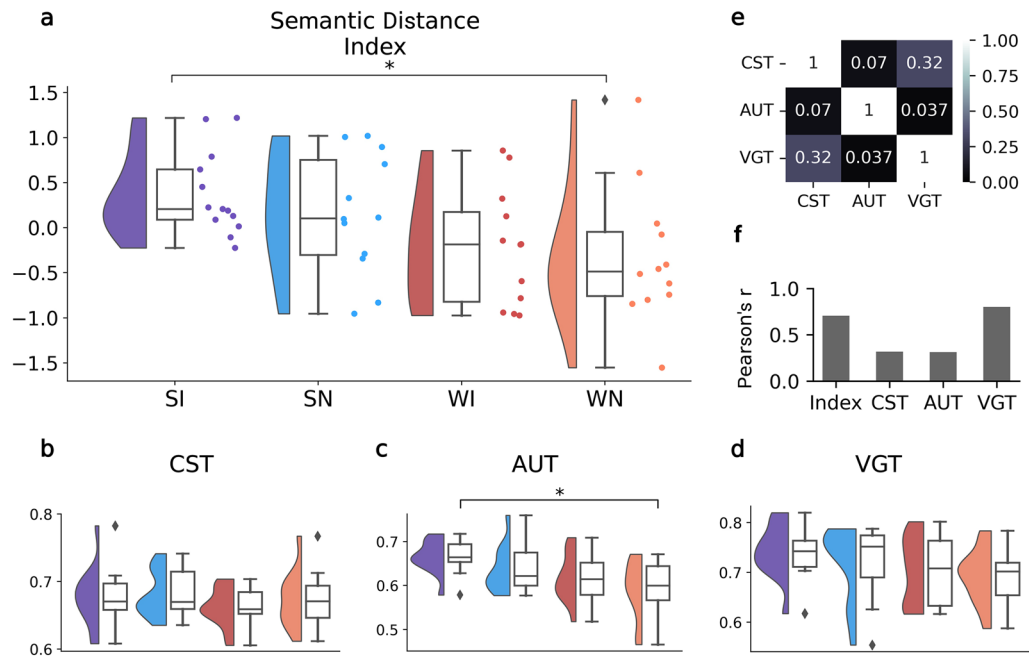 a
Semantic Distance
Index
*
1.5
1.0
0.5
0.0
−0.5
−1.0
−1.5
SI SN WI WN
e
CST
AUT
VGT
1 0.07 0.32
0.07 1 0.037
0.32 0.037 1
CST AUT VGT
1.00
0.75
0.50
0.25
0.00
f
Pearson's r
1.0
0.5
0.0
Index CST AUT VGT
b
CST
0.8
0.7
0.6
c
AUT
*
0.7
0.6
0.5
d
VGT
0.8
0.7
0.6